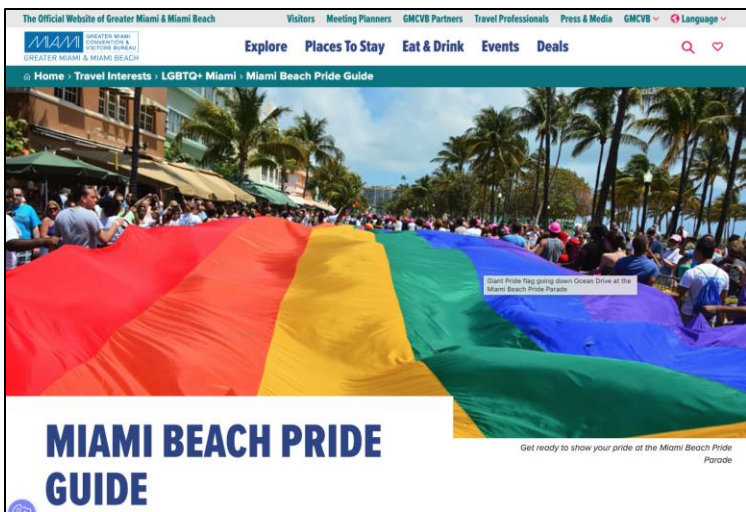 The Official Website of Greater Miami & Miami Beach
Visitors Meeting Planners GMCVB Partners Travel Professionals Press & Media GMCVB Language
MIAMI GREATER MIAMI
CONVENTION &
VISITORS BUREAU
GREATER MIAMI & MIAMI BEACH
Explore Places To Stay Eat & Drink Events Deals
Home › Travel Interests › LGBTQ+ Miami › Miami Beach Pride Guide
Giant Pride flag going down Ocean Drive at the
Miami Beach Pride Parade
MIAMI BEACH PRIDE
GUIDE
Get ready to show your pride at the Miami Beach Pride
Parade